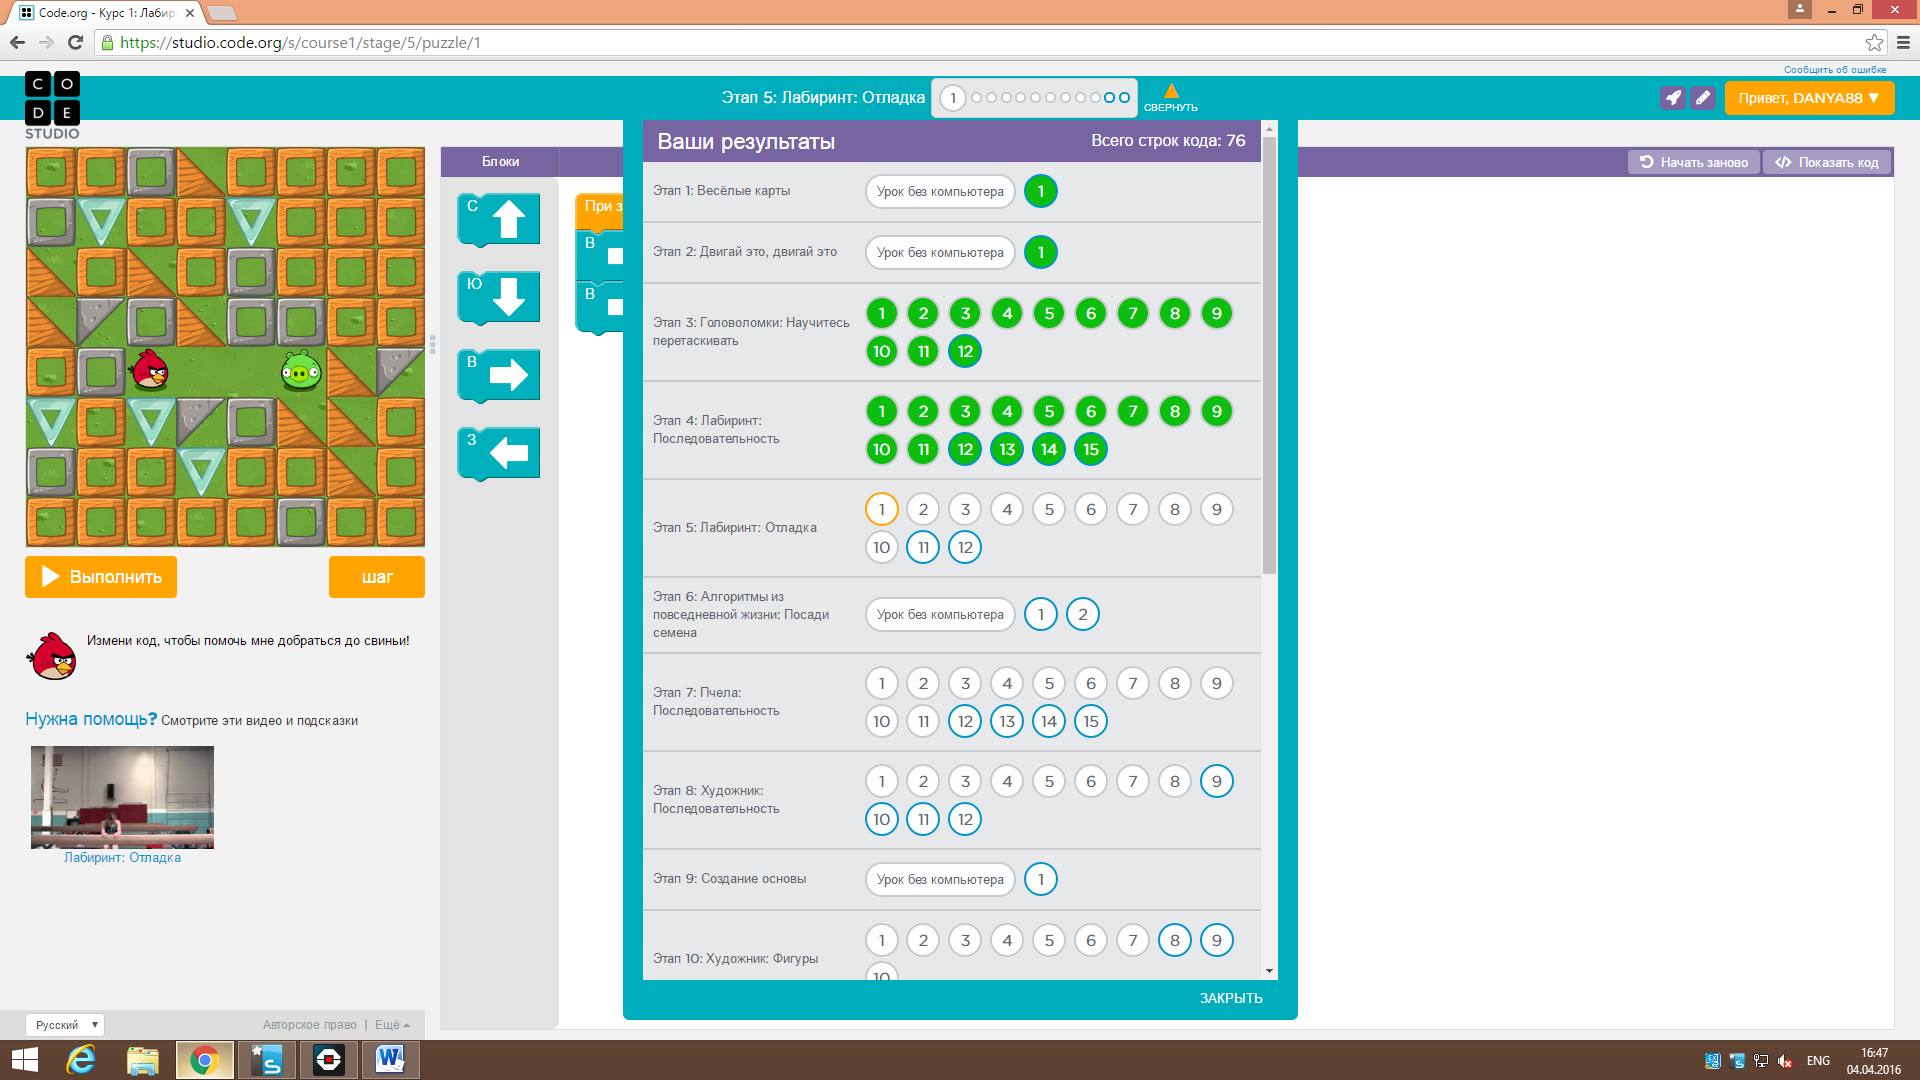 Code.org - Курс 1: Лабир
https://studio.code.org/s/course1/stage/5/puzzle/1
Сообщить об ошибке
C O
D E
STUDIO
Этап 5: Лабиринт: Отладка
1
СВЕРНУТЬ
Привет, DANYA88 ▼
Блоки
Начать заново
Показать код
С
Ю
В
З
При з
В
В
Ваши результаты
Всего строк кода: 76
Этап 1: Весёлые карты
Урок без компьютера
1
Этап 2: Двигай это, двигай это
Урок без компьютера
1
Этап 3: Головоломки: Научитесь
перетаскивать
1 2 3 4 5 6 7 8 9
10 11 12
Этап 4: Лабиринт:
Последовательность
1 2 3 4 5 6 7 8 9
10 11 12 13 14 15
Этап 5: Лабиринт: Отладка
1 2 3 4 5 6 7 8 9
10 11 12
Этап 6: Алгоритмы из
повседневной жизни: Посади
семена
Урок без компьютера
1 2
Этап 7: Пчела:
Последовательность
1 2 3 4 5 6 7 8 9
10 11 12 13 14 15
Этап 8: Художник:
Последовательность
1 2 3 4 5 6 7 8 9
10 11 12
Этап 9: Создание основы
Урок без компьютера
1
Этап 10: Художник: Фигуры
1 2 3 4 5 6 7 8 9
10
ЗАКРЫТЬ
Выполнить
шаг
Измени код, чтобы помочь мне добраться до свиньи!
Нужна помощь? Смотрите эти видео и подсказки
Лабиринт: Отладка
Русский
Авторское право | Ещё
ENG
16:47
04.04.2016